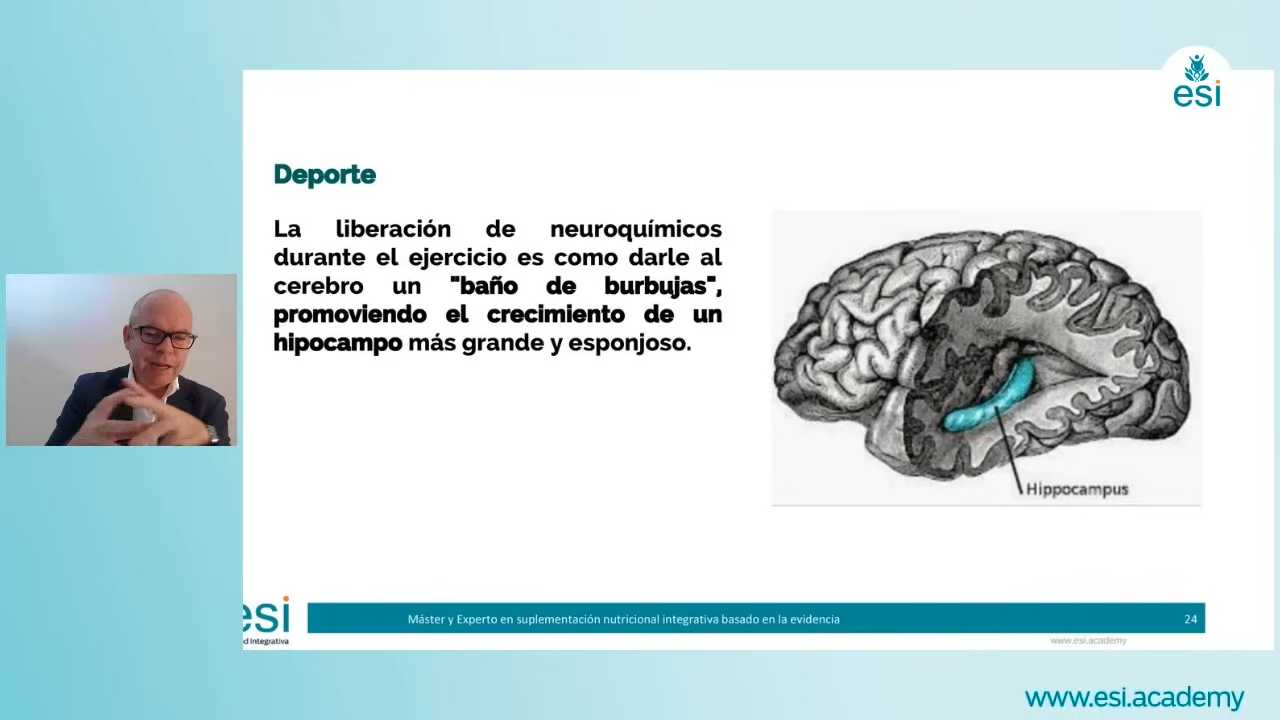 esi
Deporte
La liberación de neuroquímicos
durante el ejercicio es como darle al
cerebro un "baño de burbujas",
promoviendo el crecimiento de un
hipocampo más grande y esponjoso.
Hippocampus
esi
d Integrativa
Máster y Experto en suplementación nutricional integrativa basado en la evidencia
24
www.esi.academy
www.esi.academy